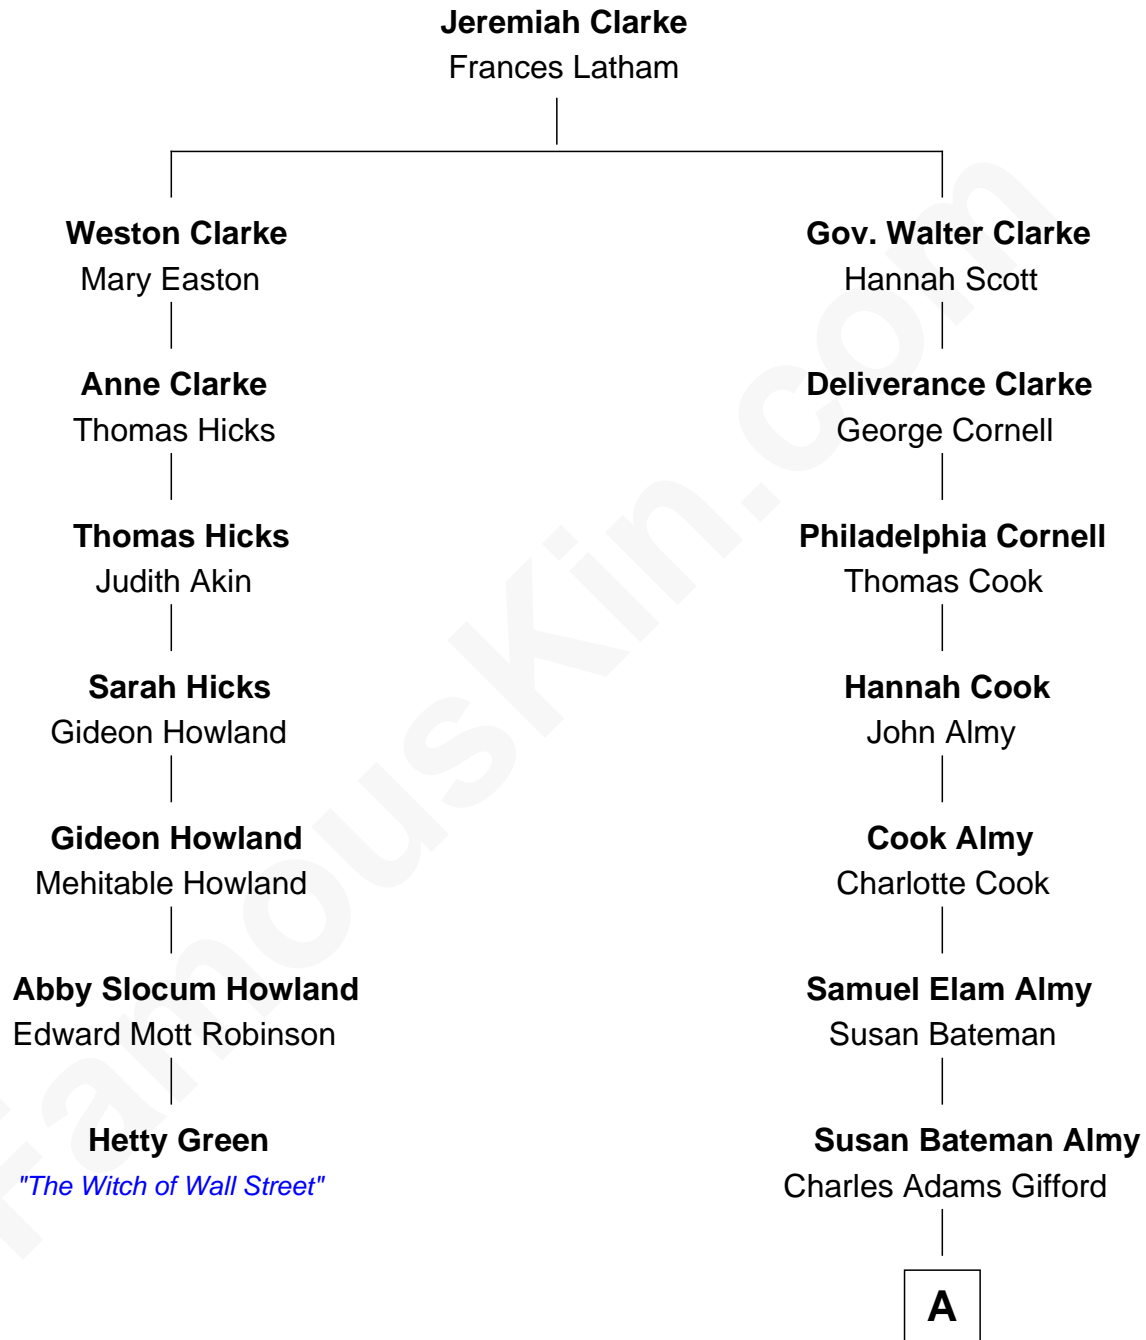 Jeremiah Clarke
Frances Latham
Weston Clarke
Mary Easton
Anne Clarke
Thomas Hicks
Thomas Hicks
Judith Akin
Sarah Hicks
Gideon Howland
Gideon Howland
Mehitable Howland
Abby Slocum Howland
Edward Mott Robinson
Hetty Green
"The Witch of Wall Street"
Gov. Walter Clarke
Hannah Scott
Deliverance Clarke
George Cornell
Philadelphia Cornell
Thomas Cook
Hannah Cook
John Almy
Cook Almy
Charlotte Cook
Samuel Elam Almy
Susan Bateman
Susan Bateman Almy
Charles Adams Gifford
A
FamousKin.com